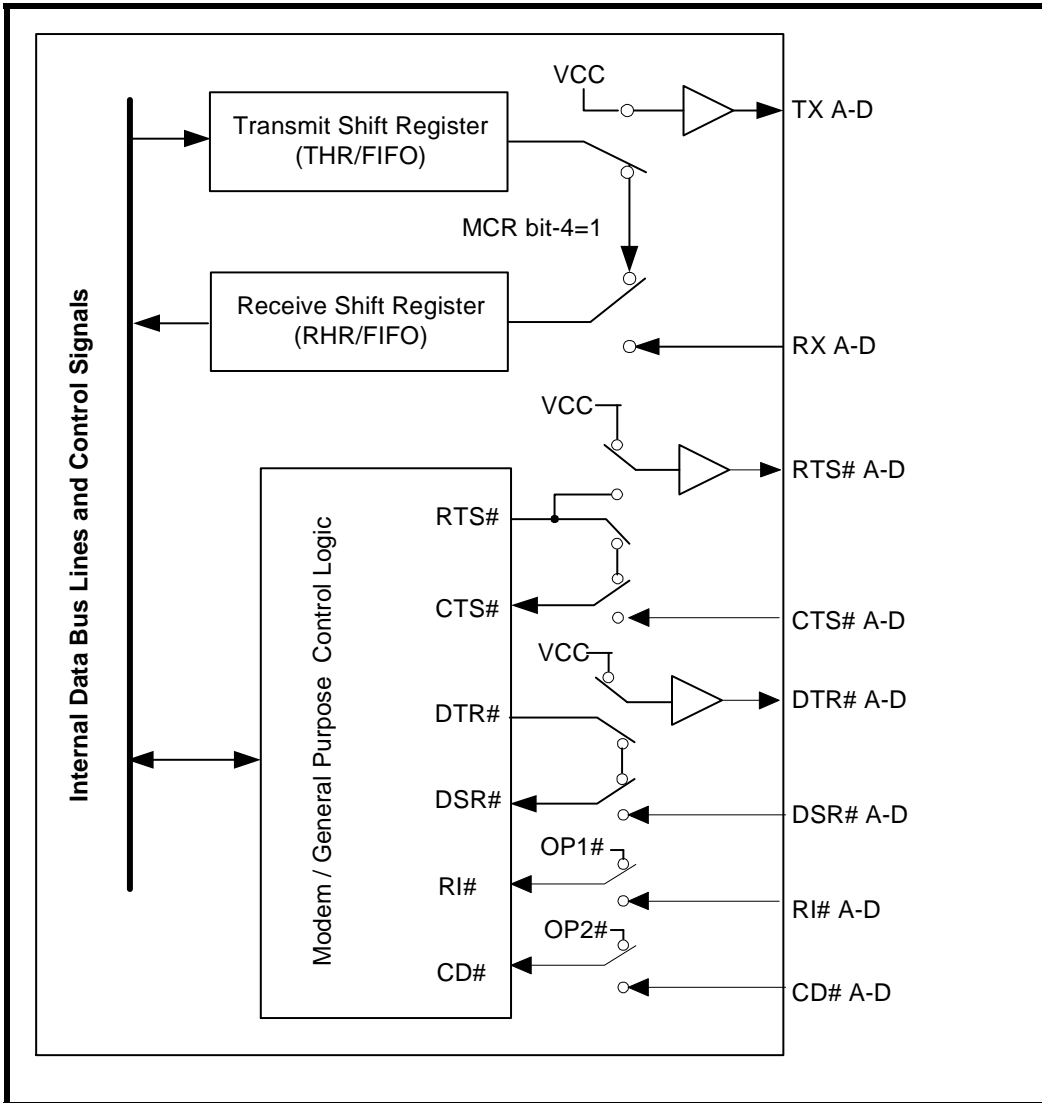 VCC
TX A-D
Transmit Shift Register
(THR/FIFO)
MCR bit-4=1
Receive Shift Register
(RHR/FIFO)
RX A-D
Internal Data Bus Lines and Control Signals
VCC
RTS# A-D
Modem / General Purpose Control Logic
RTS#
CTS#
CTS# A-D
VCC
DTR#
DTR# A-D
DSR#
DSR# A-D
OP1#
RI#
RI# A-D
OP2#
CD#
CD# A-D